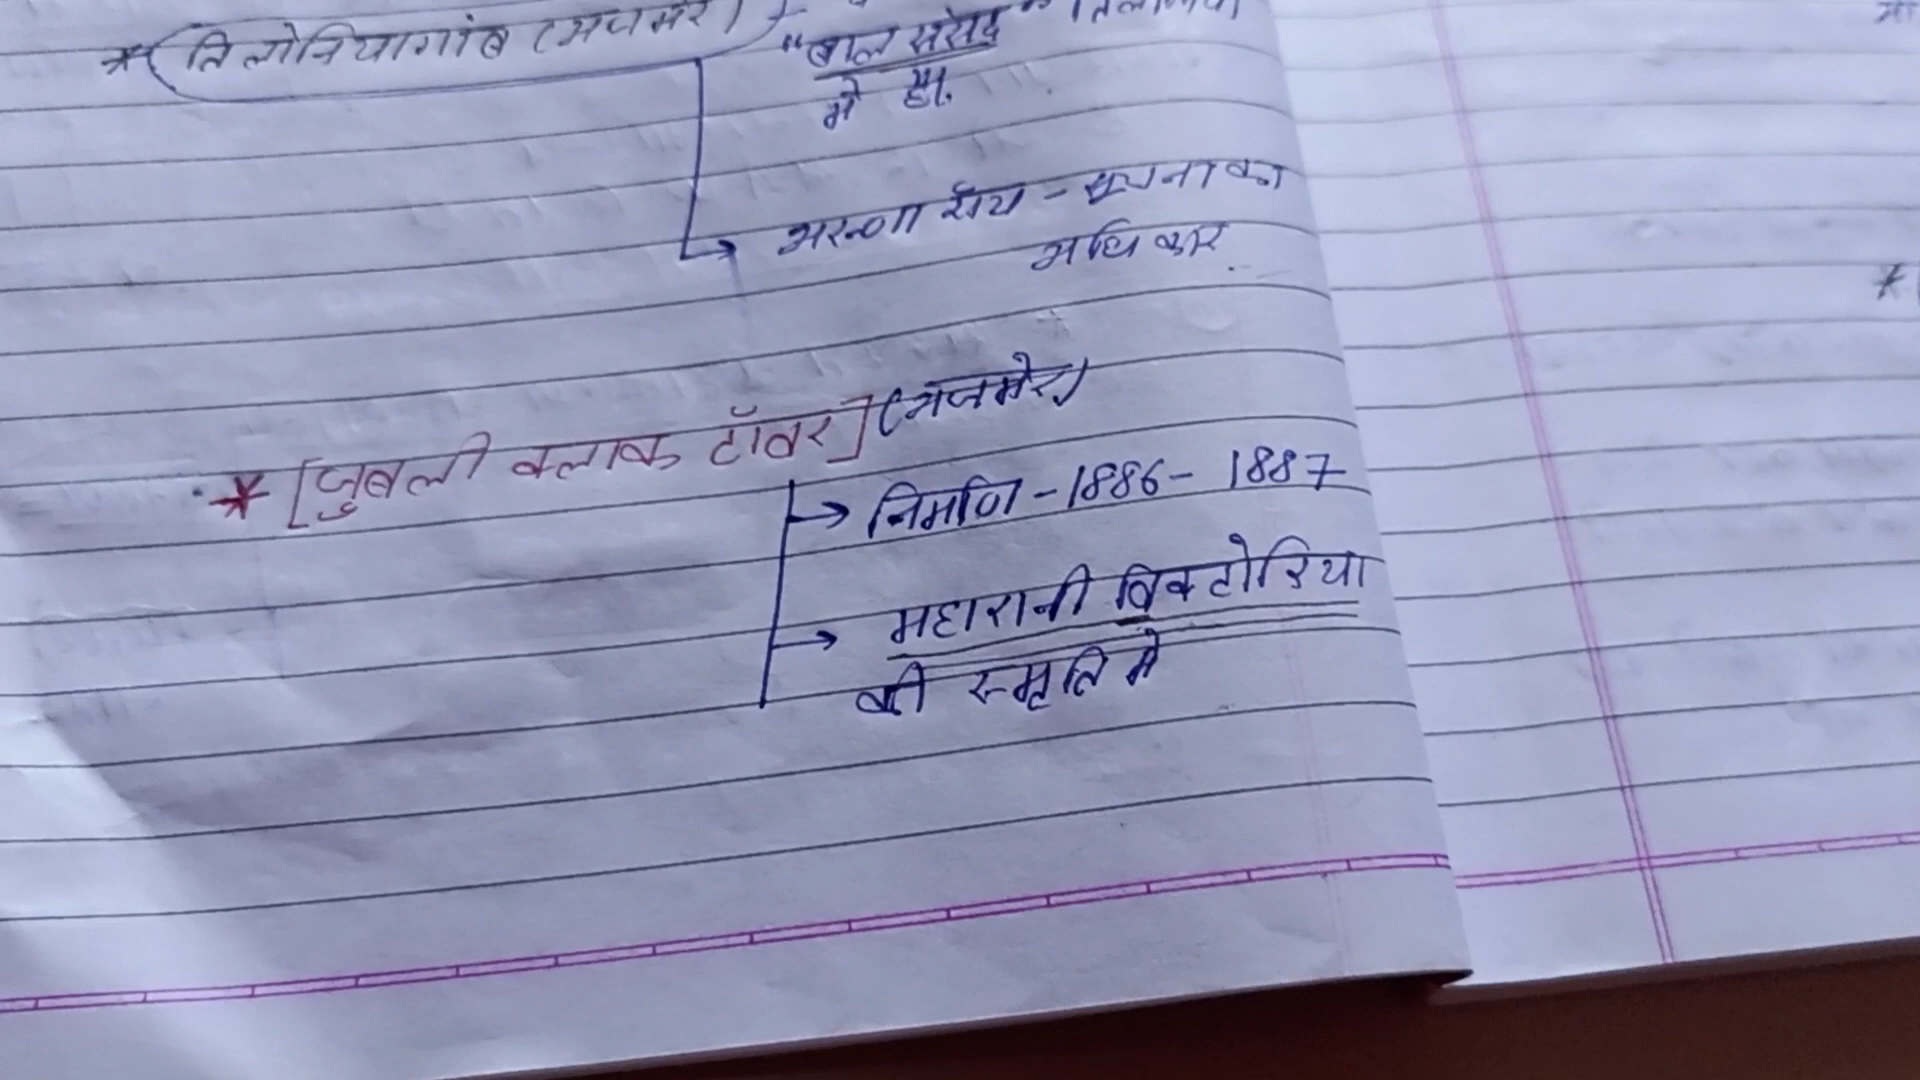 * (तिलोनियागांव (अजमेर)
"बाल संसद"
में है।
अरूणा रॉय - सूचना का
अधिकार
* [जुबली क्लाक टॉवर] (अजमेर)
→ निर्माण - 1886 - 1887
→ महारानी विक्टोरिया
की स्मृति में
*